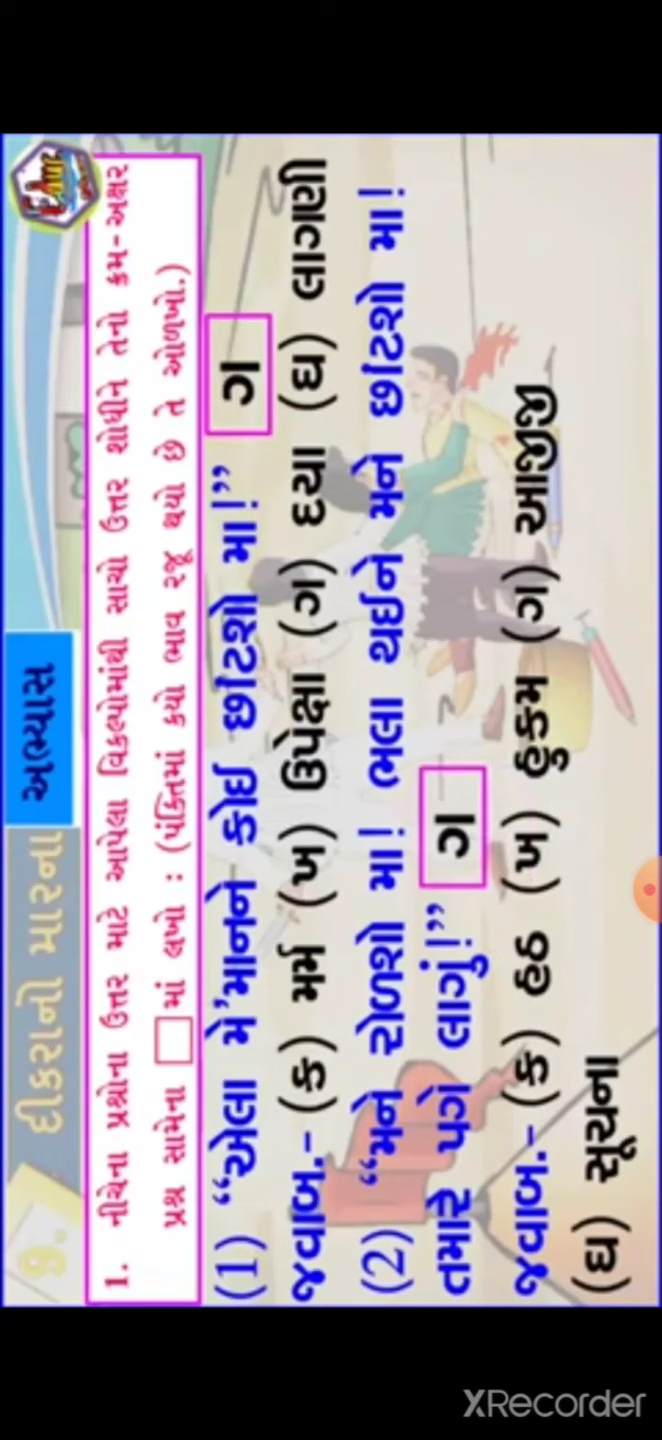 9. દીકરાનો મારનાર
અભ્યાસ
1. નીચેના પ્રશ્નોના ઉત્તર માટે આપેલા વિકલ્પોમાંથી સાચો ઉત્તર શોધીને તેનો ક્રમ-અક્ષર
પ્રશ્ન સામેના □ માં લખો : (પંક્તિમાં કયો ભાવ રજૂ થયો છે તે ઓળખો.)
(1) “એલા મે’માનને કોઈ છાંટશો મા!” ગ
જવાબ.– (ક) મર્મ (ખ) ઉપેક્ષા (ગ) દયા (ઘ) લાગણી
(2) “મને રોળશો મા! ભલા થઈને મને છાંટશો મા!
તમારે પગે લાગું!” ગ
જવાબ.– (ક) હઠ (ખ) હુકમ (ગ) આજીજી
(ઘ) સૂચના
XRecorder